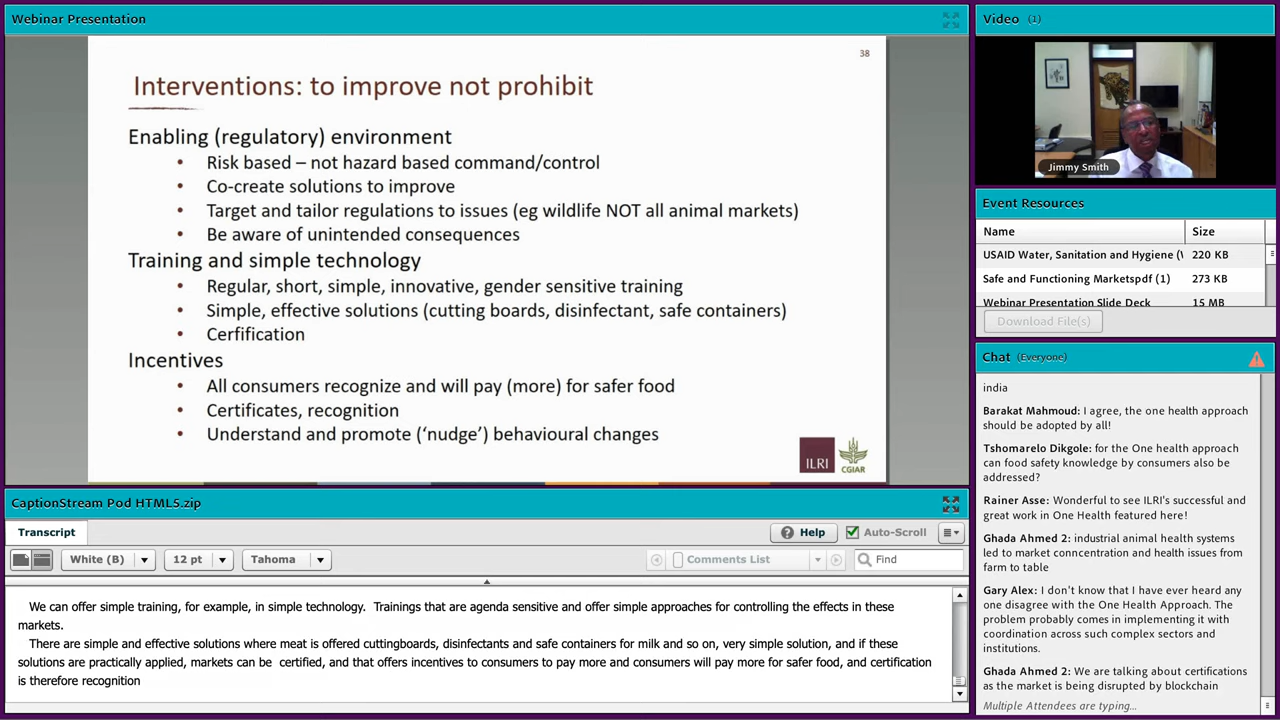 Webinar Presentation
38
Interventions: to improve not prohibit
Enabling (regulatory) environment
• Risk based – not hazard based command/control
• Co-create solutions to improve
• Target and tailor regulations to issues (eg wildlife NOT all animal markets)
• Be aware of unintended consequences
Training and simple technology
• Regular, short, simple, innovative, gender sensitive training
• Simple, effective solutions (cutting boards, disinfectant, safe containers)
• Cerfification
Incentives
• All consumers recognize and will pay (more) for safer food
• Certificates, recognition
• Understand and promote (‘nudge’) behavioural changes
ILRI
CGIAR
CaptionStream Pod HTML5.zip
Transcript
Help
Auto-Scroll
White (B)
12 pt
Tahoma
Comments List
Find
We can offer simple training, for example, in simple technology. Trainings that are agenda sensitive and offer simple approaches for controlling the effects in these
markets.
There are simple and effective solutions where meat is offered cuttingboards, disinfectants and safe containers for milk and so on, very simple solution, and if these
solutions are practically applied, markets can be certified, and that offers incentives to consumers to pay more and consumers will pay more for safer food, and certification
is therefore recognition
Video (1)
Jimmy Smith
Event Resources
Name Size
USAID Water, Sanitation and Hygiene (\ 220 KB
Safe and Functioning Marketspdf (1) 273 KB
Webinar Presentation Slide Deck 15 MB
Download File(s)
Chat (Everyone)
india
Barakat Mahmoud: I agree, the one health approach
should be adopted by all!
Tshomarelo Dikgole: for the One health approach
can food safety knowledge by consumers also be
addressed?
Rainer Asse: Wonderful to see ILRI's successful and
great work in One Health featured here!
Ghada Ahmed 2: industrial animal health systems
led to market conncentration and health issues from
farm to table
Gary Alex: I don't know that I have ever heard any
one disagree with the One Health Approach. The
problem probably comes in implementing it with
coordination across such complex sectors and
institutions.
Ghada Ahmed 2: We are talking about certifications
as the market is being disrupted by blockchain
Multiple Attendees are typing...